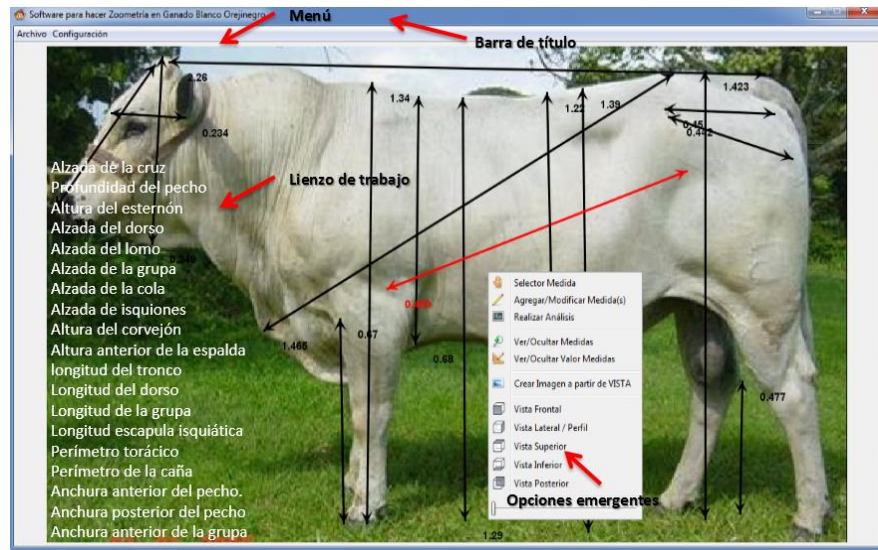 Software para hacer Zoometria en Ganado Blanco Orejinegro
Menú
Archivo Configuración
Barra de título
1.423
1.34
1.22
1.39
0.234
0.442
Alzada de la cruz
Profundidad del pecho
Lienzo de trabajo
Altura del esternón
Alzada del dorso
Alzada del lomo
Alzada de la grupa
Alzada de la cola
Alzada de isquiones
Altura del corvejón
Altura anterior de la espalda
longitud del tronco
Longitud del dorso
Longitud de la grupa
Longitud escapula isquiática
Perímetro torácico
Perímetro de la caña
Anchura anterior del pecho.
Anchura posterior del pecho
Anchura anterior de la grupa
0.67
1.466
0.68
0.477
1.29
Selector Medida
Agregar/Modificar Medida(s)
Realizar Análisis
Ver/Ocultar Medidas
Ver/Ocultar Valor Medidas
Crear Imagen a partir de VISTA
Vista Frontal
Vista Lateral / Perfil
Vista Superior
Vista Inferior
Vista Posterior
Opciones emergentes